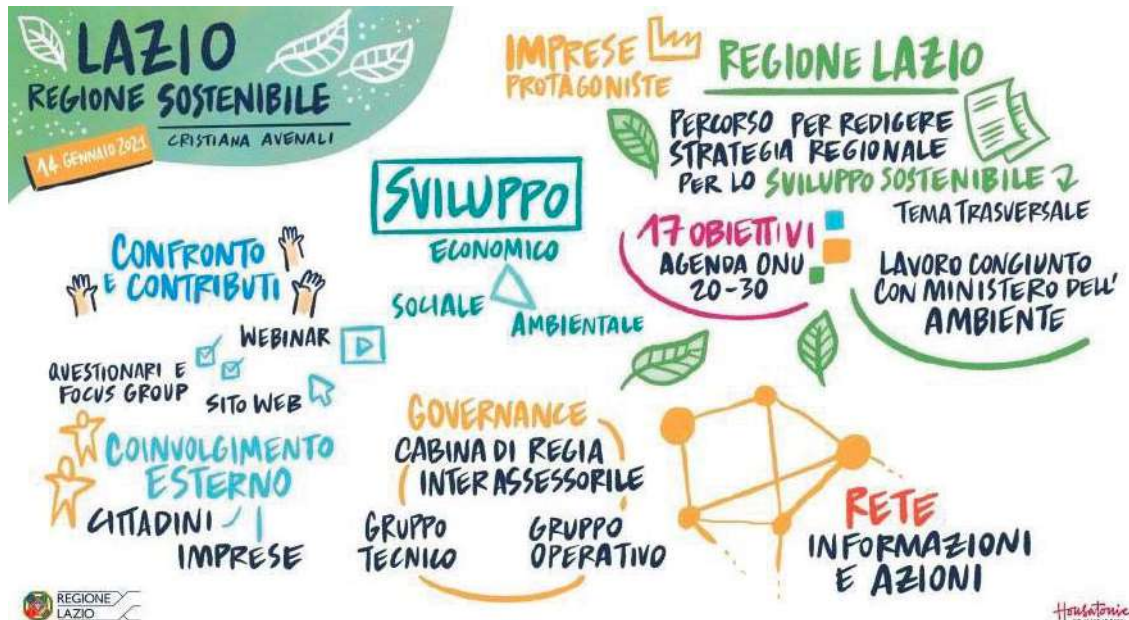 LAZIO
REGIONE SOSTENIBILE
CRISTIANA AVENALI
14 GENNAIO 2021
IMPRESE
PROTAGONISTE
REGIONE LAZIO
PERCORSO PER REDIGERE
STRATEGIA REGIONALE
PER LO SVILUPPO SOSTENIBILE
TEMA TRASVERSALE
17 OBIETTIVI
AGENDA ONU
20-30
LAVORO CONGIUNTO
CON MINISTERO DELL'
AMBIENTE
SVILUPPO
ECONOMICO
SOCIALE
AMBIENTALE
CONFRONTO
E CONTRIBUTI
WEBINAR
QUESTIONARI E
FOCUS GROUP
SITO WEB
COINVOLGIMENTO
ESTERNO
CITTADINI
IMPRESE
GOVERNANCE
CABINA DI REGIA
INTERASSESSORILE
GRUPPO
TECNICO
GRUPPO
OPERATIVO
RETE
INFORMAZIONI
E AZIONI
REGIONE
LAZIO
Housatonic